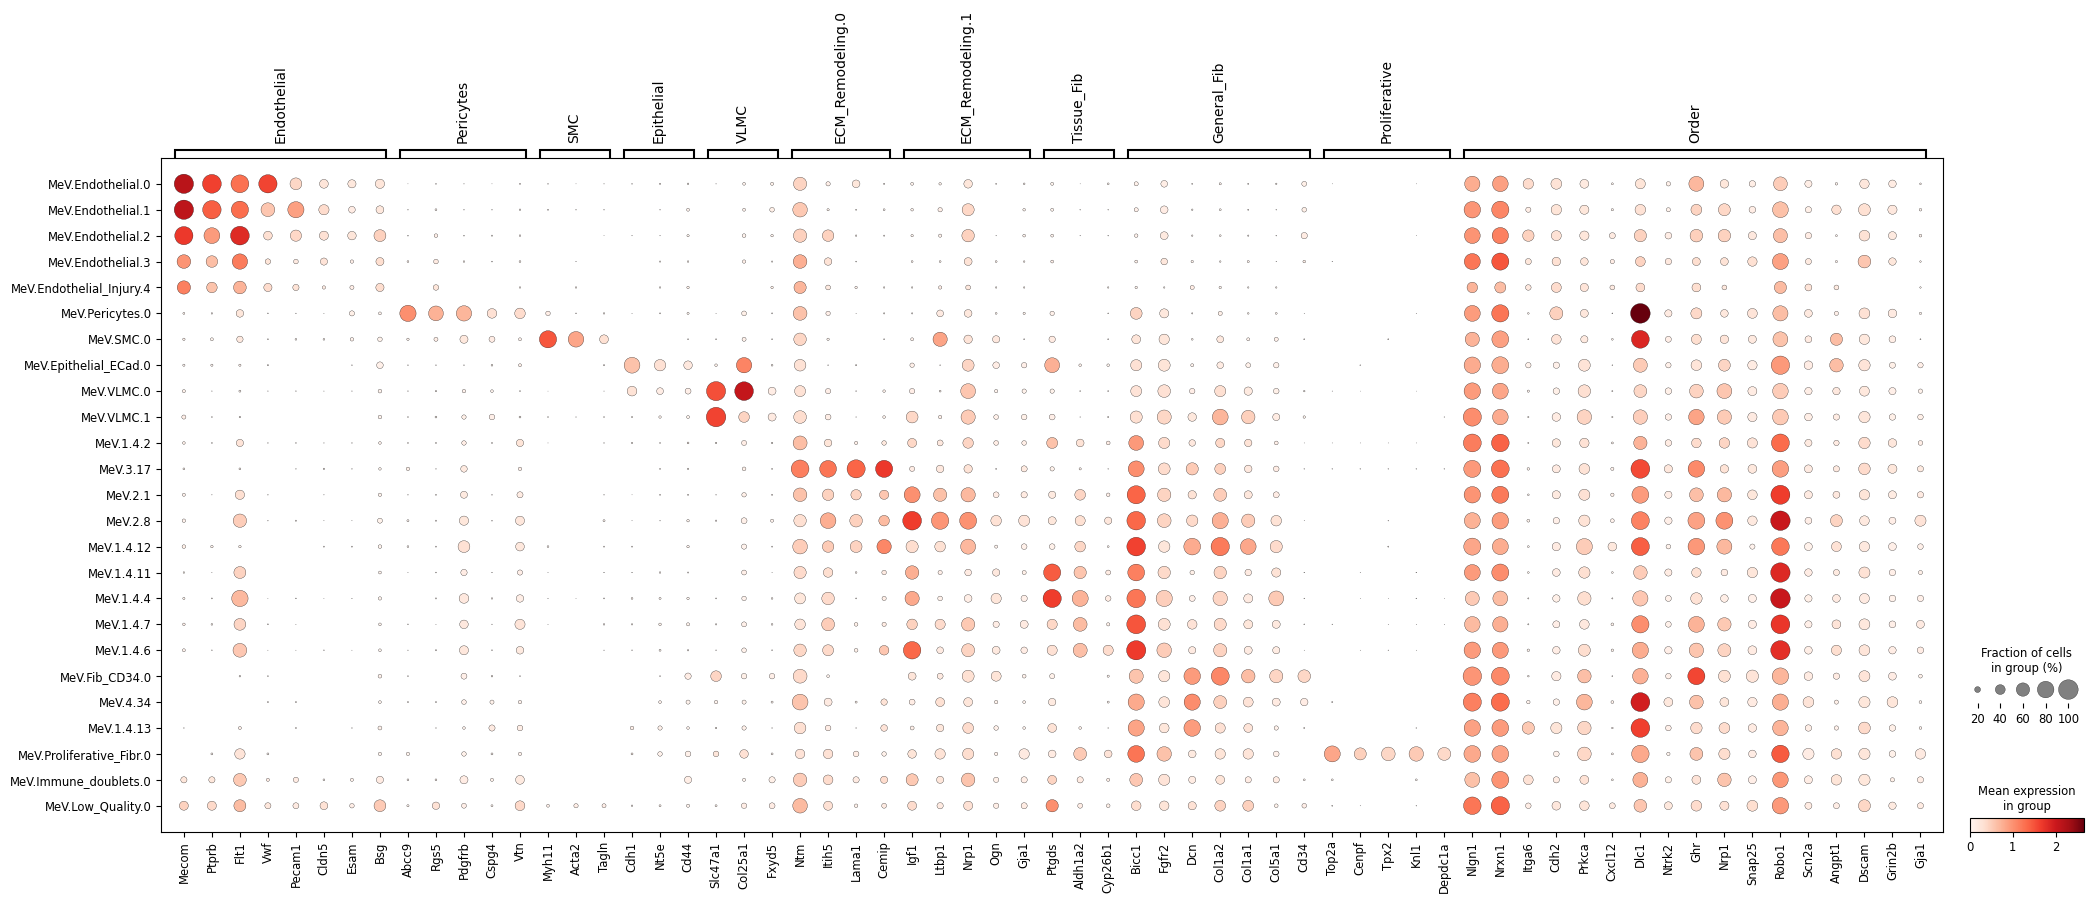 Endothelial
Pericytes
SMC
Epithelial
VLMC
ECM_Remodeling.0
ECM_Remodeling.1
Tissue_Fib
General_Fib
Proliferative
Order
MeV.Endothelial.0
MeV.Endothelial.1
MeV.Endothelial.2
MeV.Endothelial.3
MeV.Endothelial_Injury.4
MeV.Pericytes.0
MeV.SMC.0
MeV.Epithelial_ECad.0
MeV.VLMC.0
MeV.VLMC.1
MeV.1.4.2
MeV.3.17
MeV.2.1
MeV.2.8
MeV.1.4.12
MeV.1.4.11
MeV.1.4.4
MeV.1.4.7
MeV.1.4.6
MeV.Fib_CD34.0
MeV.4.34
MeV.1.4.13
MeV.Proliferative_Fibr.0
MeV.Immune_doublets.0
MeV.Low_Quality.0
Mecom
Ptprb
Flt1
Vwf
Pecam1
Cldn5
Esam
Bsg
Abcc9
Rgs5
Pdgfrb
Cspg4
Vtn
Myh11
Acta2
Tagln
Cdh1
Nt5e
Cd44
Slc47a1
Col25a1
Fxyd5
Ntm
Itih5
Lama1
Cemip
Igf1
Ltbp1
Nrp1
Ogn
Gja1
Ptgds
Aldh1a2
Cyp26b1
Bicc1
Fgfr2
Dcn
Col1a2
Col1a1
Col5a1
Cd34
Top2a
Cenpf
Tpx2
Knl1
Depdc1a
Nlgn1
Nrxn1
Itga6
Cdh2
Prkca
Cxcl12
Dlc1
Ntrk2
Ghr
Nrp1
Snap25
Robo1
Scn2a
Angpt1
Dscam
Grin2b
Gja1
Fraction of cells
in group (%)
20 40 60 80 100
Mean expression
in group
0 1 2